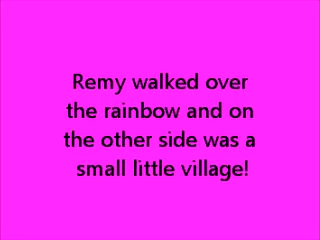 Remy walked over
the rainbow and on
the other side was a
small little village!